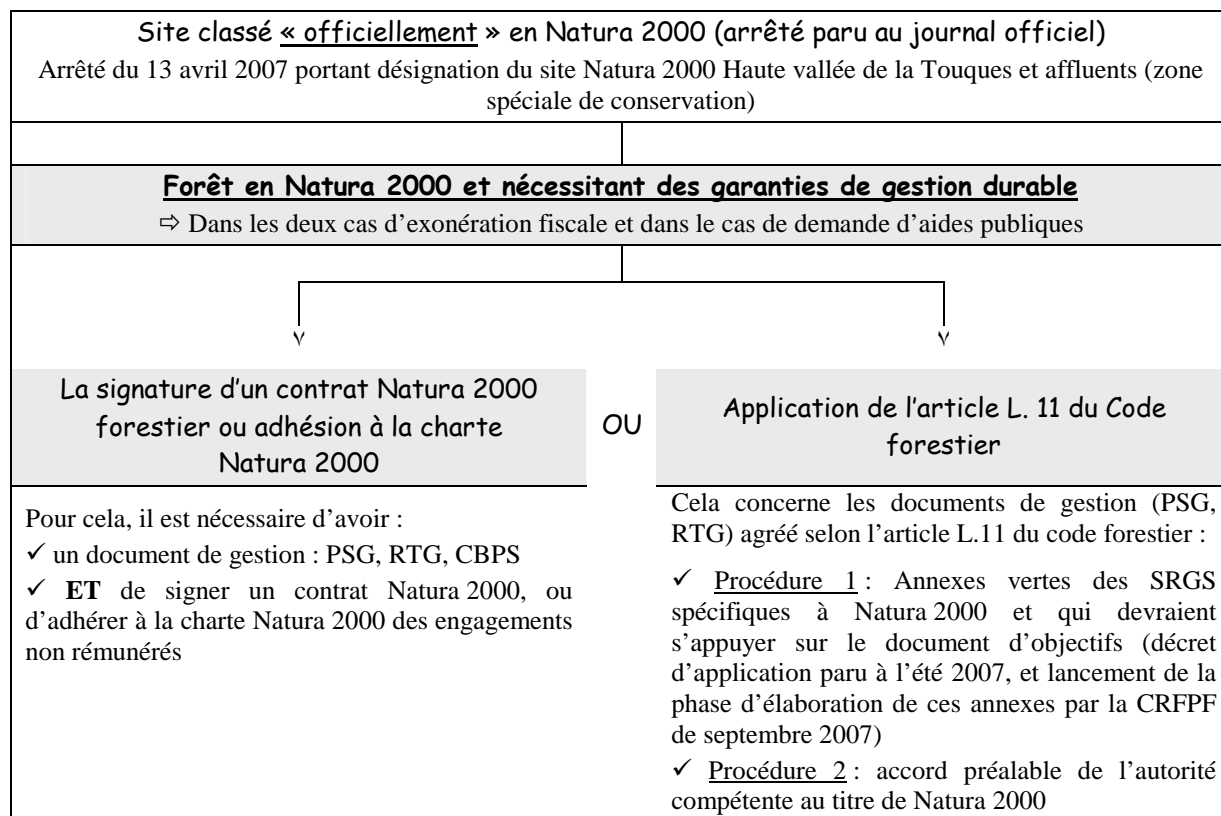 Site classé « officiellement » en Natura 2000 (arrêté paru au journal officiel)
Arrêté du 13 avril 2007 portant désignation du site Natura 2000 Haute vallée de la Touques et affluents (zone
spéciale de conservation)
Forêt en Natura 2000 et nécessitant des garanties de gestion durable
⇨ Dans les deux cas d’exonération fiscale et dans le cas de demande d’aides publiques
La signature d’un contrat Natura 2000
forestier ou adhésion à la charte
Natura 2000
OU
Application de l’article L. 11 du Code
forestier
Pour cela, il est nécessaire d’avoir :
✓ un document de gestion : PSG, RTG, CBPS
✓ ET de signer un contrat Natura 2000, ou
d’adhérer à la charte Natura 2000 des engagements
non rémunérés
Cela concerne les documents de gestion (PSG,
RTG) agréé selon l’article L.11 du code forestier :
✓ Procédure 1 : Annexes vertes des SRGS
spécifiques à Natura 2000 et qui devraient
s’appuyer sur le document d’objectifs (décret
d’application paru à l’été 2007, et lancement de la
phase d’élaboration de ces annexes par la CRFPF
de septembre 2007)
✓ Procédure 2 : accord préalable de l’autorité
compétente au titre de Natura 2000